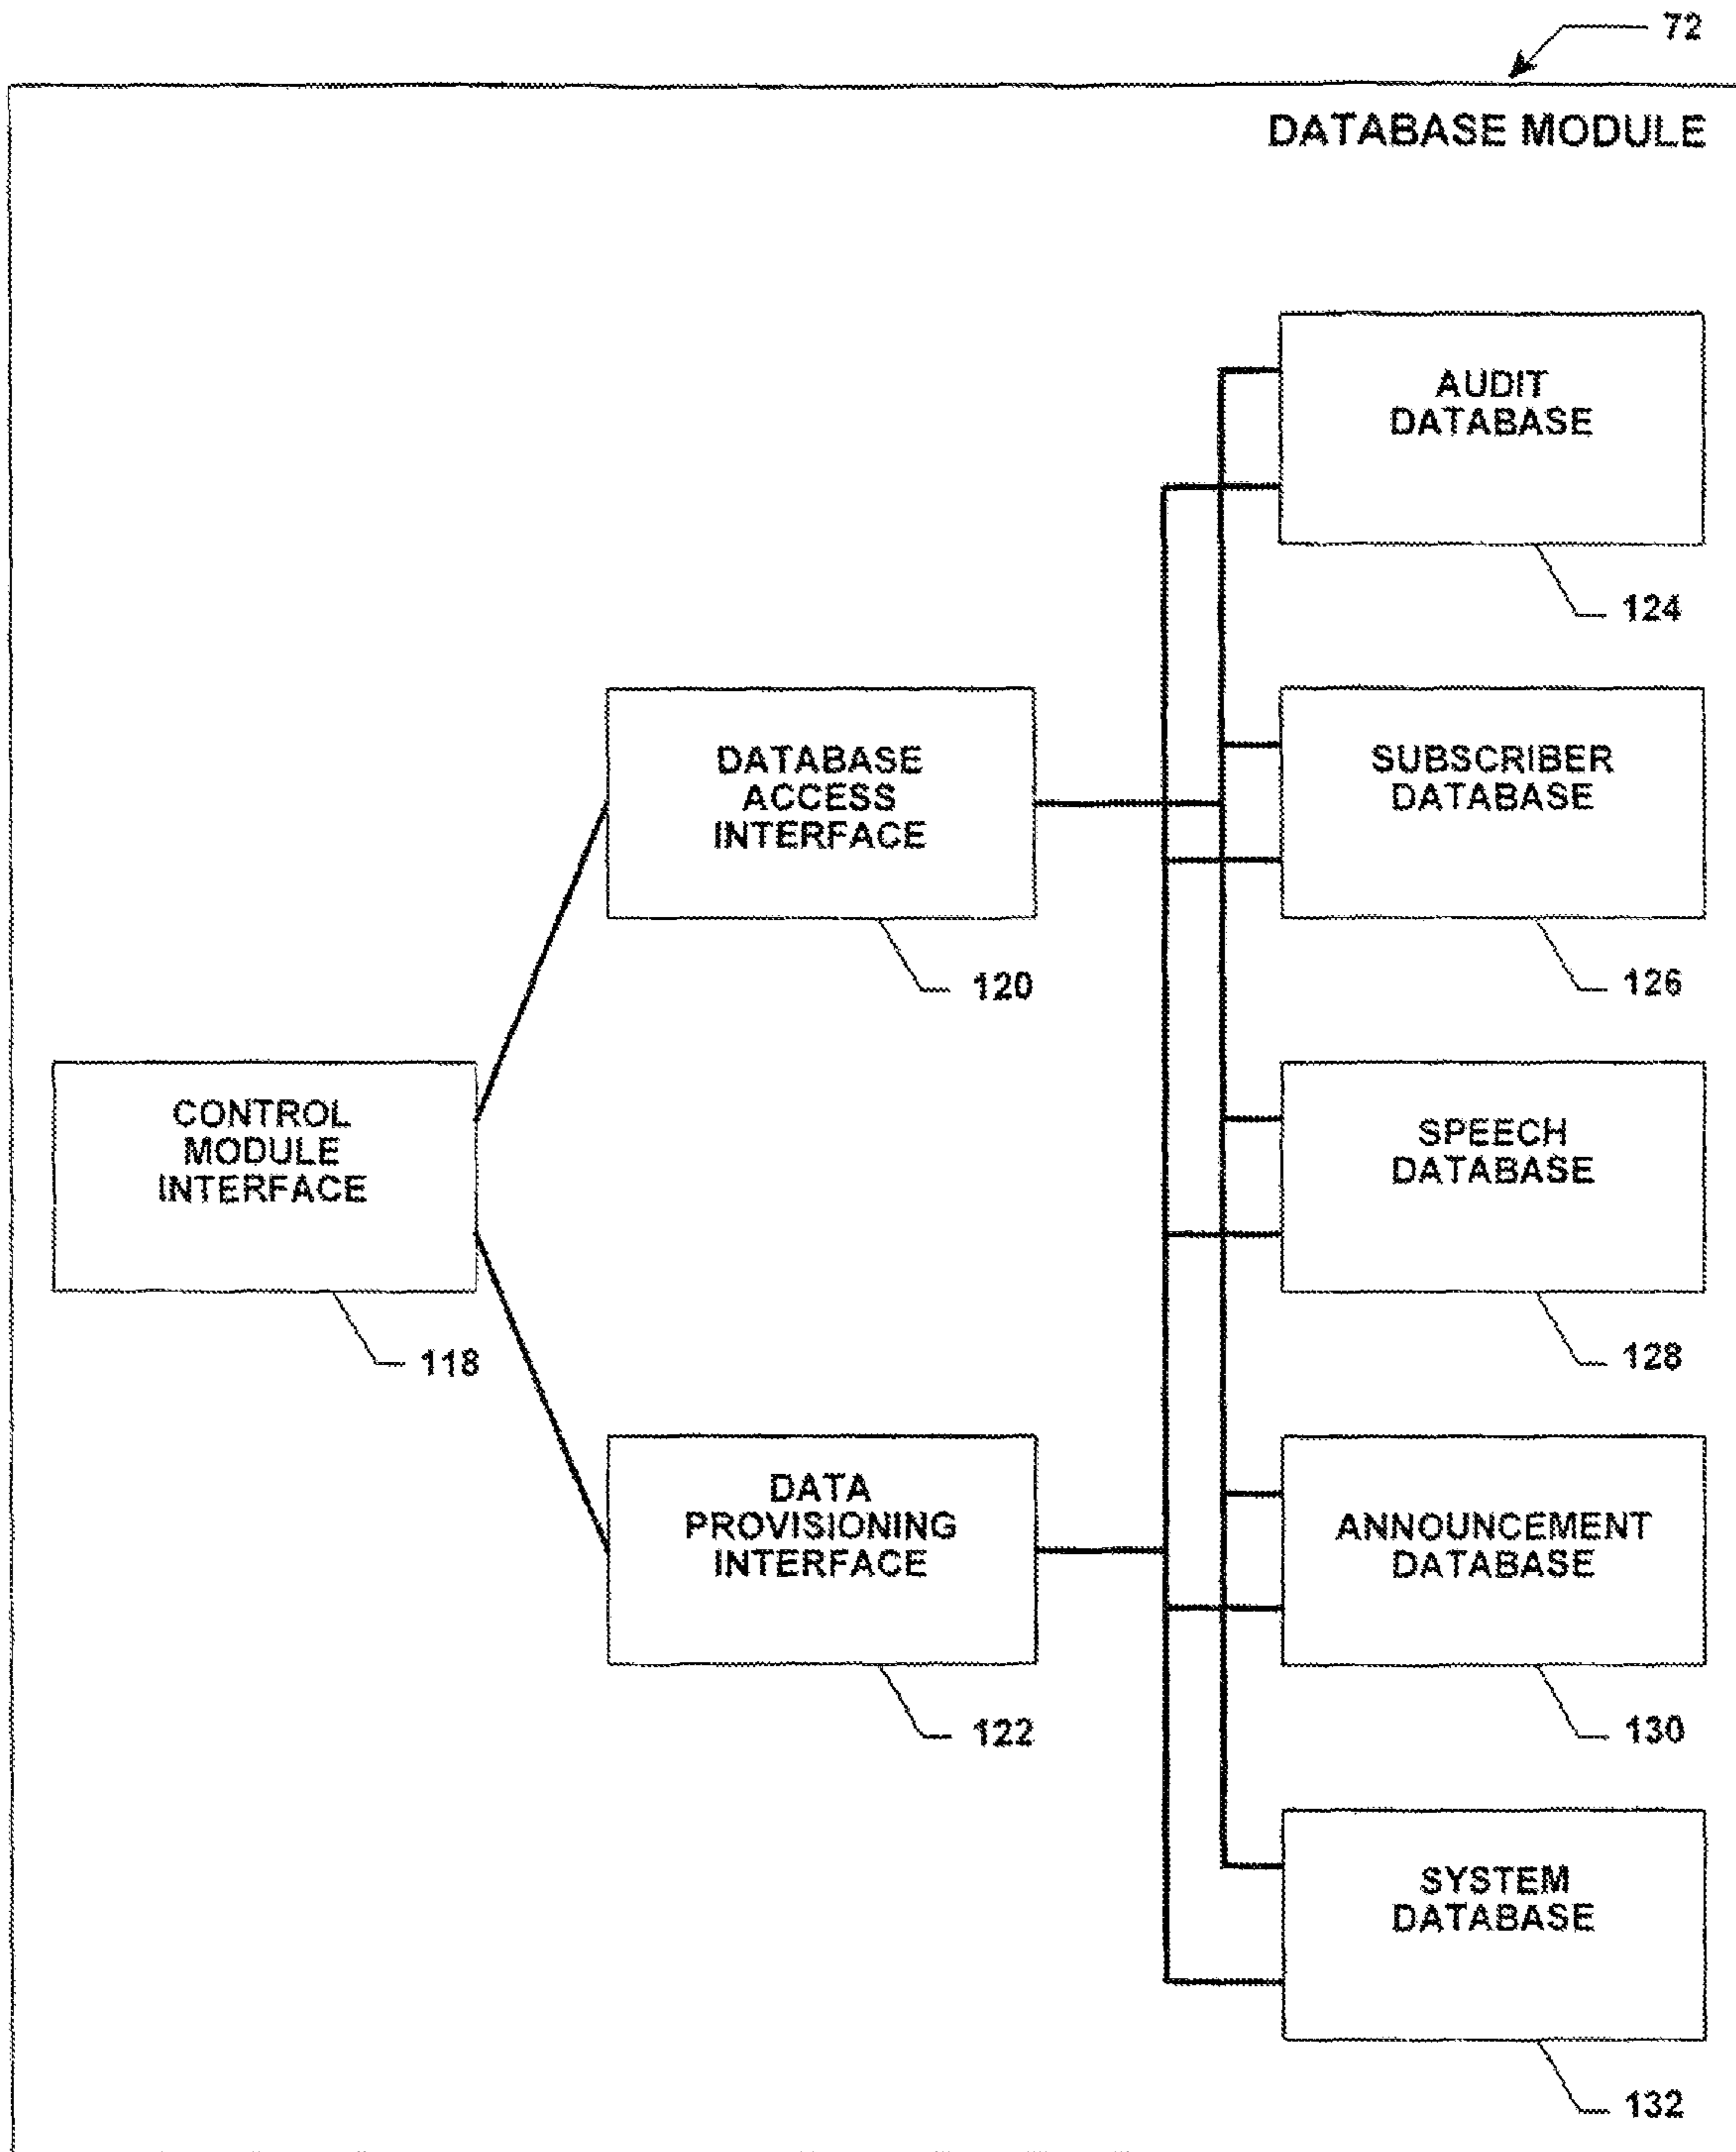 72
DATABASE MODULE
AUDIT
DATABASE
124
DATABASE
ACCESS
INTERFACE
120
SUBSCRIBER
DATABASE
126
CONTROL
MODULE
INTERFACE
118
SPEECH
DATABASE
128
DATA
PROVISIONING
INTERFACE
122
ANNOUNCEMENT
DATABASE
130
SYSTEM
DATABASE
132